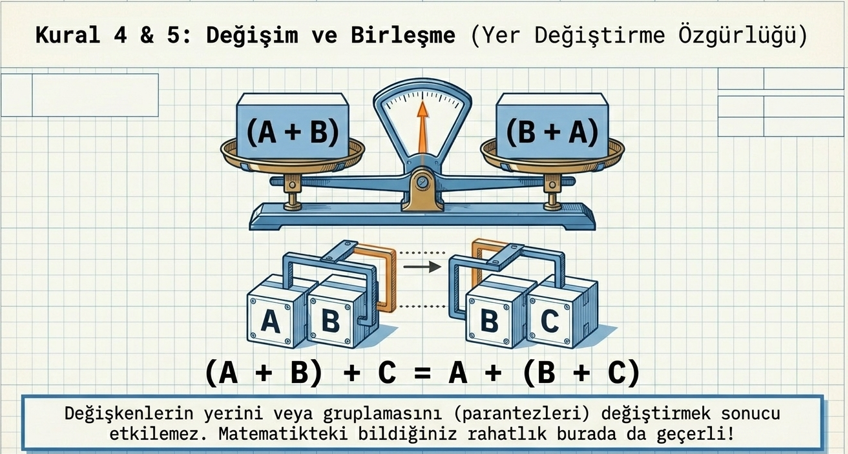 Kural 4 & 5: Değişim ve Birleşme (Yer Değiştirme Özgürlüğü)
(A + B)
(B + A)
A B
B C
(A + B) + C = A + (B + C)
Değişkenlerin yerini veya gruplamasını (parantezleri) değiştirmek sonucu
etkilemez. Matematikteki bildiğiniz rahatlık burada da geçerli!